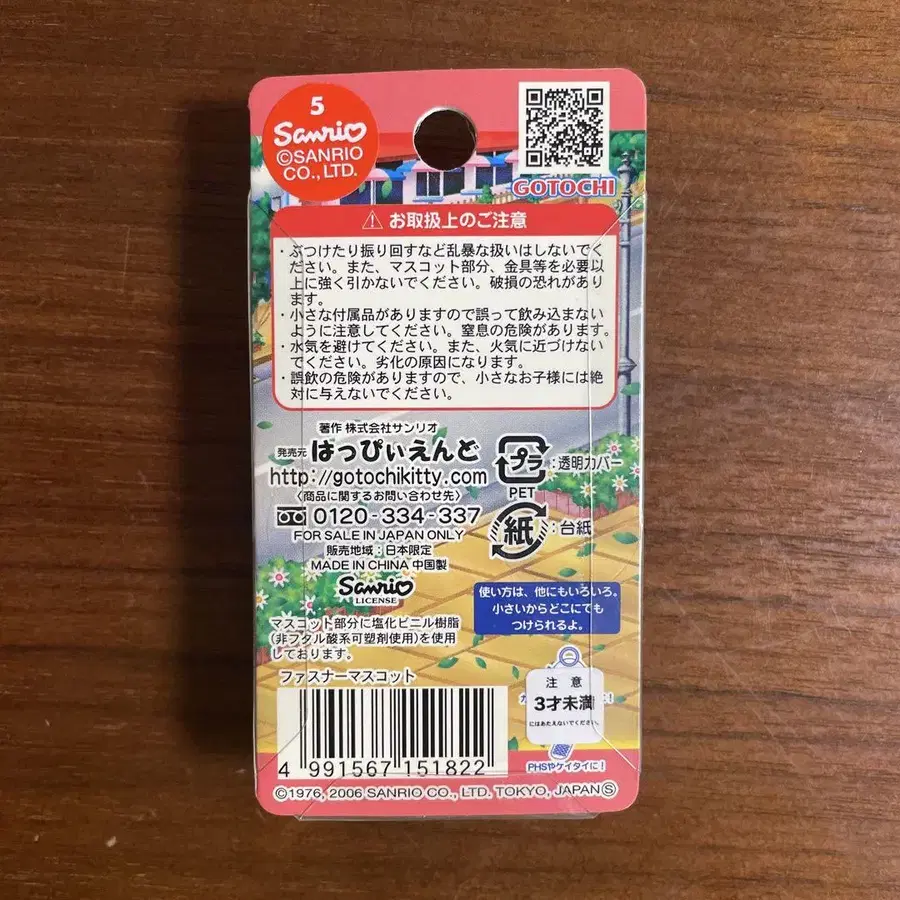 5
Sanrio
©SANRIO
CO., LTD.
GOTOCHI
⚠ お取扱上のご注意
・ぶつけたり振り回すなど乱暴な扱いはしないでく
ださい。また、マスコット部分、金具等を必要以
上に強く引かないでください。破損の恐れがあり
ます。
・小さな付属品がありますので誤って飲み込まない
ように注意してください。窒息の危険があります。
・水気を避けてください。また、火気に近づけない
でください。劣化の原因になります。
・誤飲の危険がありますので、小さなお子様には絶
対に与えないでください。
著作 株式会社サンリオ
発売元 はっぴぃえんど
http://gotochikitty.com
〈商品に関するお問い合わせ先〉
0120-334-337
FOR SALE IN JAPAN ONLY
販売地域：日本限定
MADE IN CHINA 中国製
Sanrio
LICENSE
プラ :透明カバー
PET
紙 :台紙
マスコット部分に塩化ビニル樹脂
(非フタル酸系可塑剤使用)を使用
しております。
ファスナーマスコット
使い方は、他にもいろいろ。
小さいからどこにでも
つけられるよ。
注 意
3才未満
にはあたえないでください。
PHSやケイタイに!
4 991567 151822
©1976, 2006 SANRIO CO., LTD. TOKYO, JAPAN Ⓢ